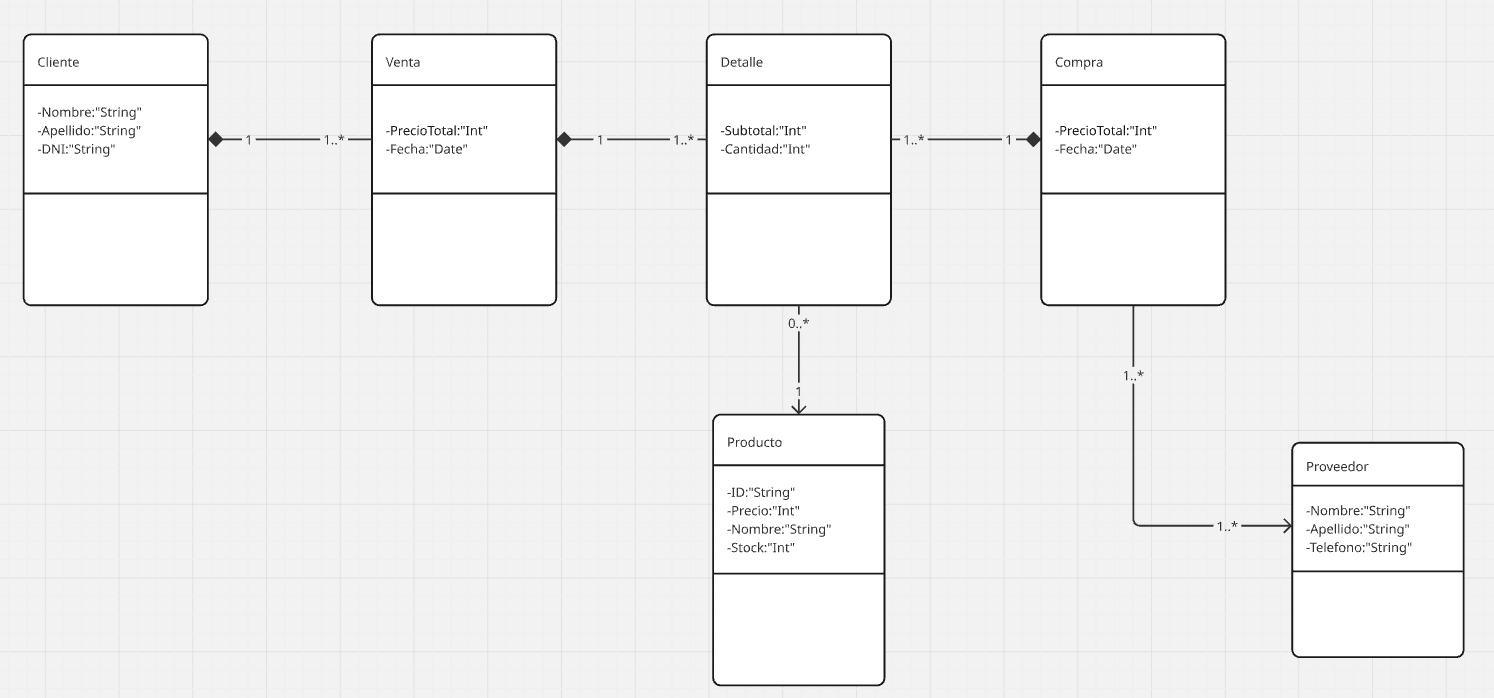 Cliente
-Nombre:"String"
-Apellido:"String"
-DNI:"String"
1
1..*
Venta
-PrecioTotal:"Int"
-Fecha:"Date"
1
1..*
Detalle
-Subtotal:"Int"
-Cantidad:"Int"
1..*
1
Compra
-PrecioTotal:"Int"
-Fecha:"Date"
0..*
1
Producto
-ID:"String"
-Precio:"Int"
-Nombre:"String"
-Stock:"Int"
1..*
1..*
Proveedor
-Nombre:"String"
-Apellido:"String"
-Telefono:"String"